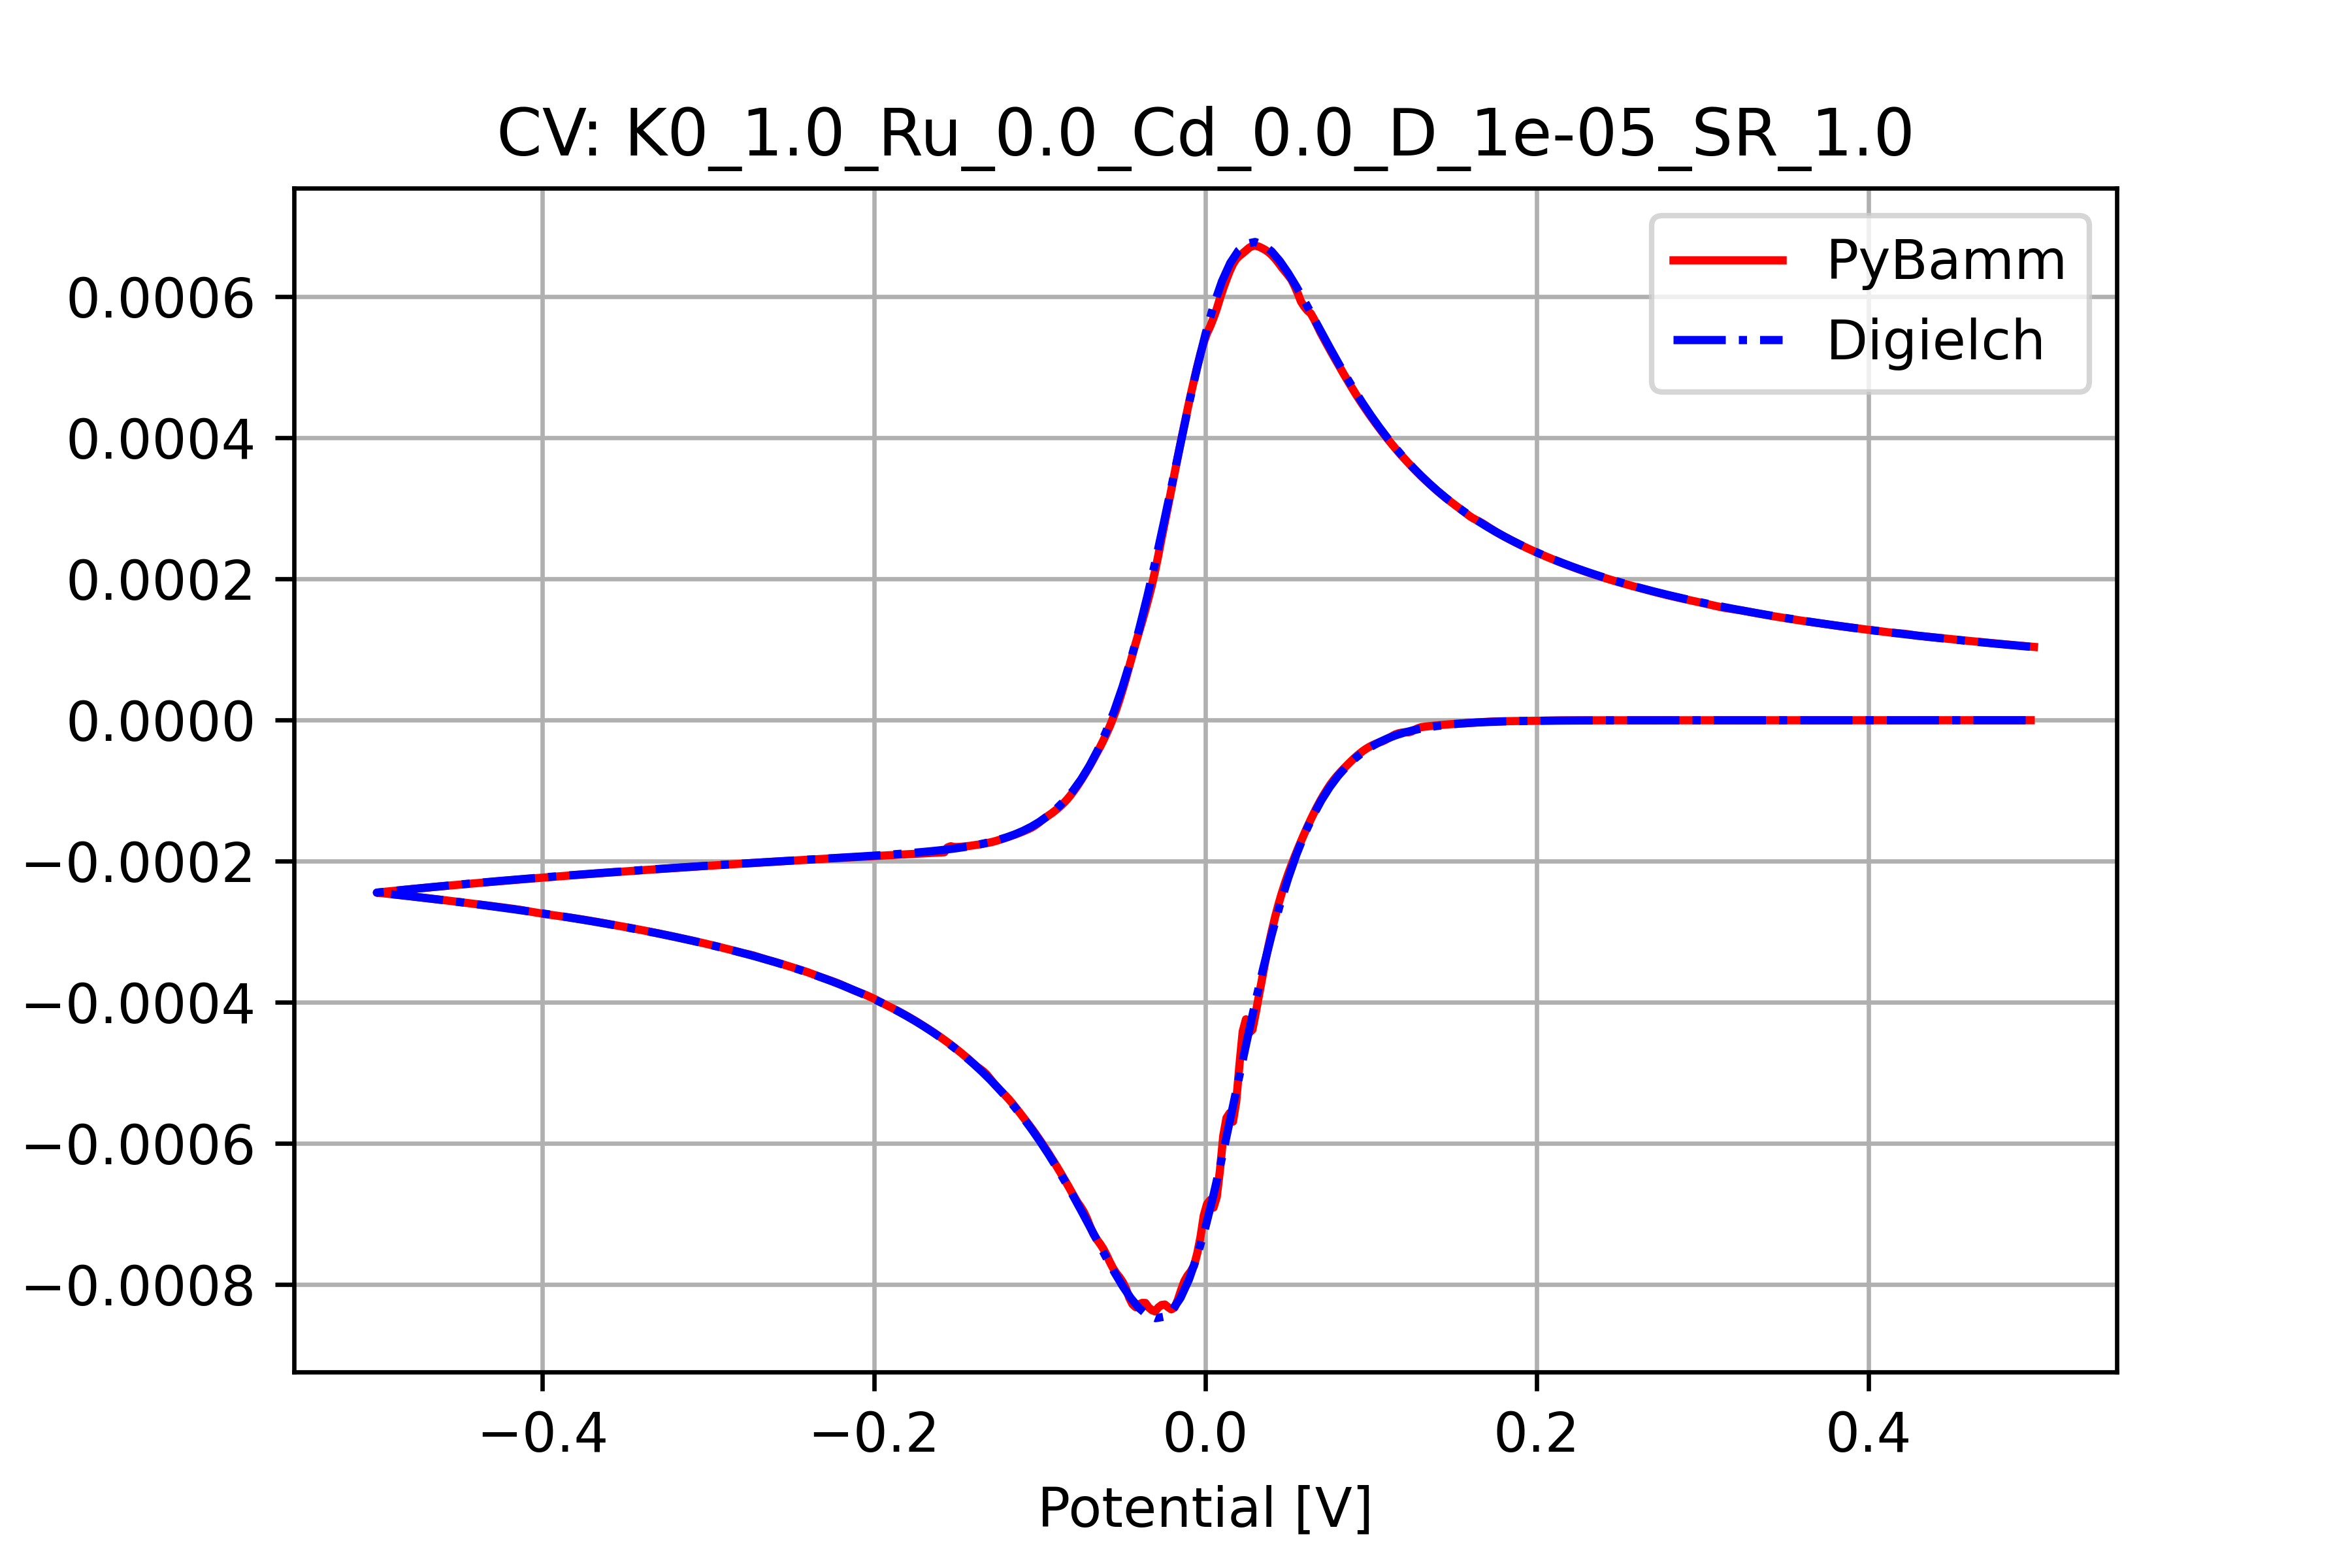 CV: K0_1.0_Ru_0.0_Cd_0.0_D_1e-05_SR_1.0
PyBamm
Digielch
0.0006
0.0004
0.0002
0.0000
−0.0002
−0.0004
−0.0006
−0.0008
−0.4 −0.2 0.0 0.2 0.4
Potential [V]